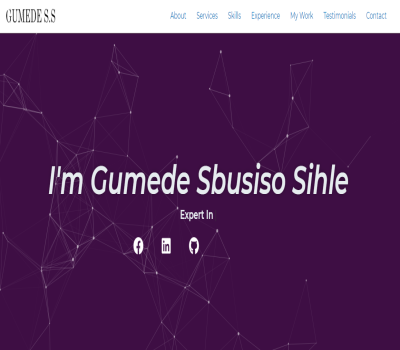 GUMEDE S.S
About Services Skills Experience My Work Testimonials Contact
I'm Gumede Sbusiso Sihle
Expert In